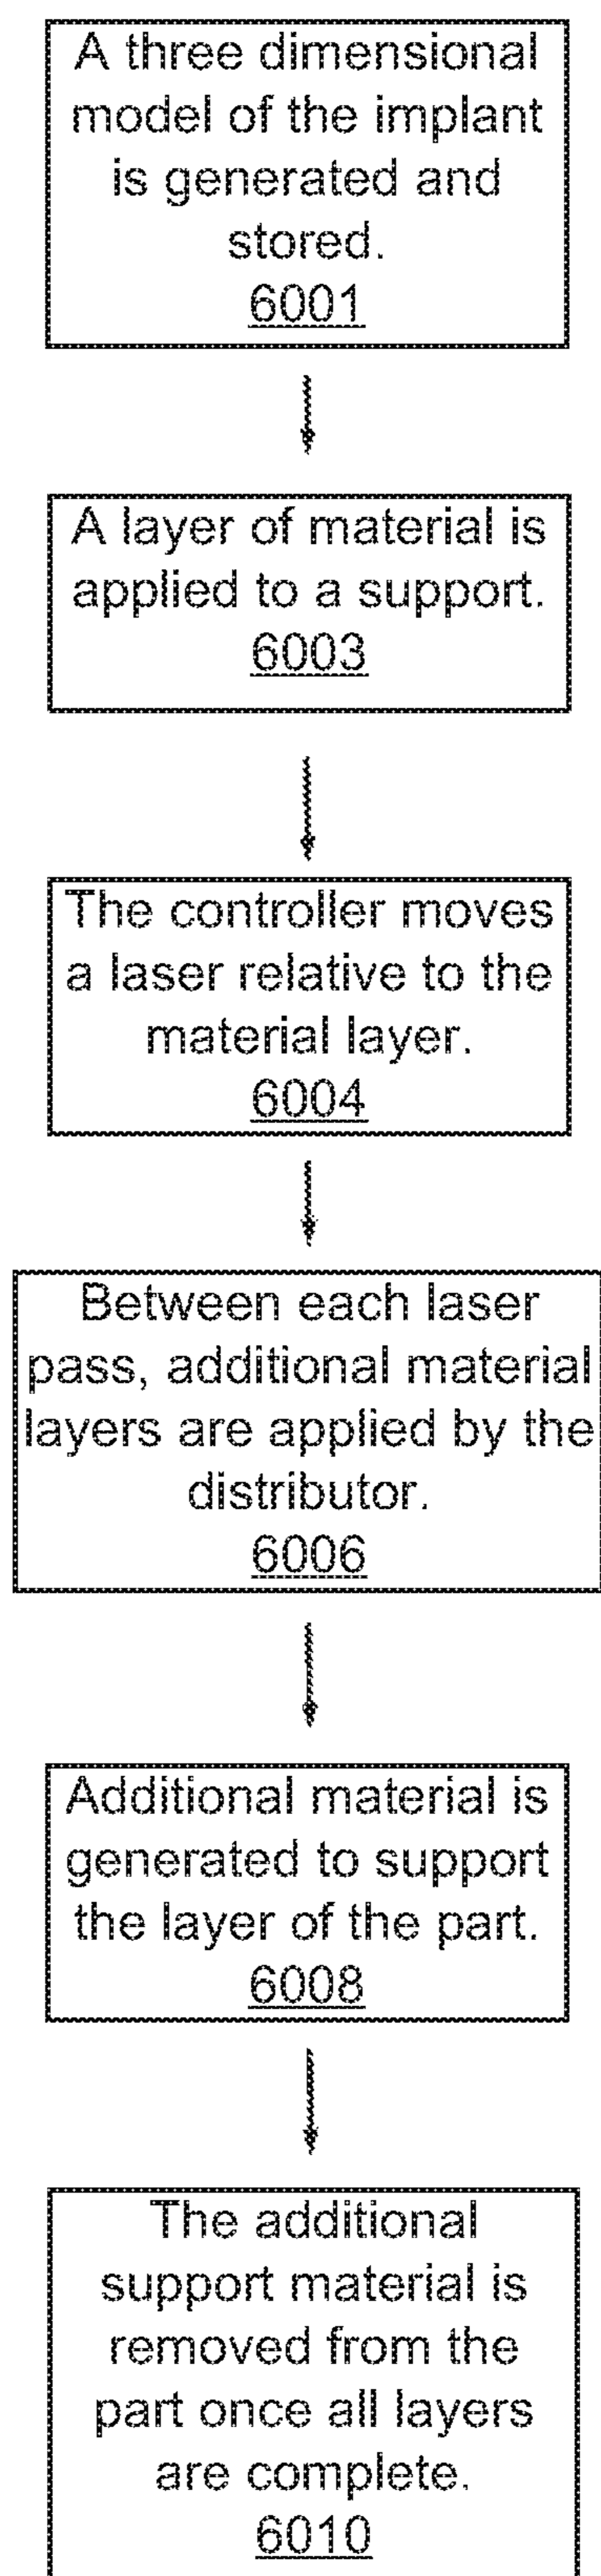 A three dimensional
model of the implant
is generated and
stored.
6001
A layer of material is
applied to a support.
6003
The controller moves
a laser relative to the
material layer.
6004
Between each laser
pass, additional material
layers are applied by the
distributor.
6006
Additional material is
generated to support
the layer of the part.
6008
The additional
support material is
removed from the
part once all layers
are complete.
6010